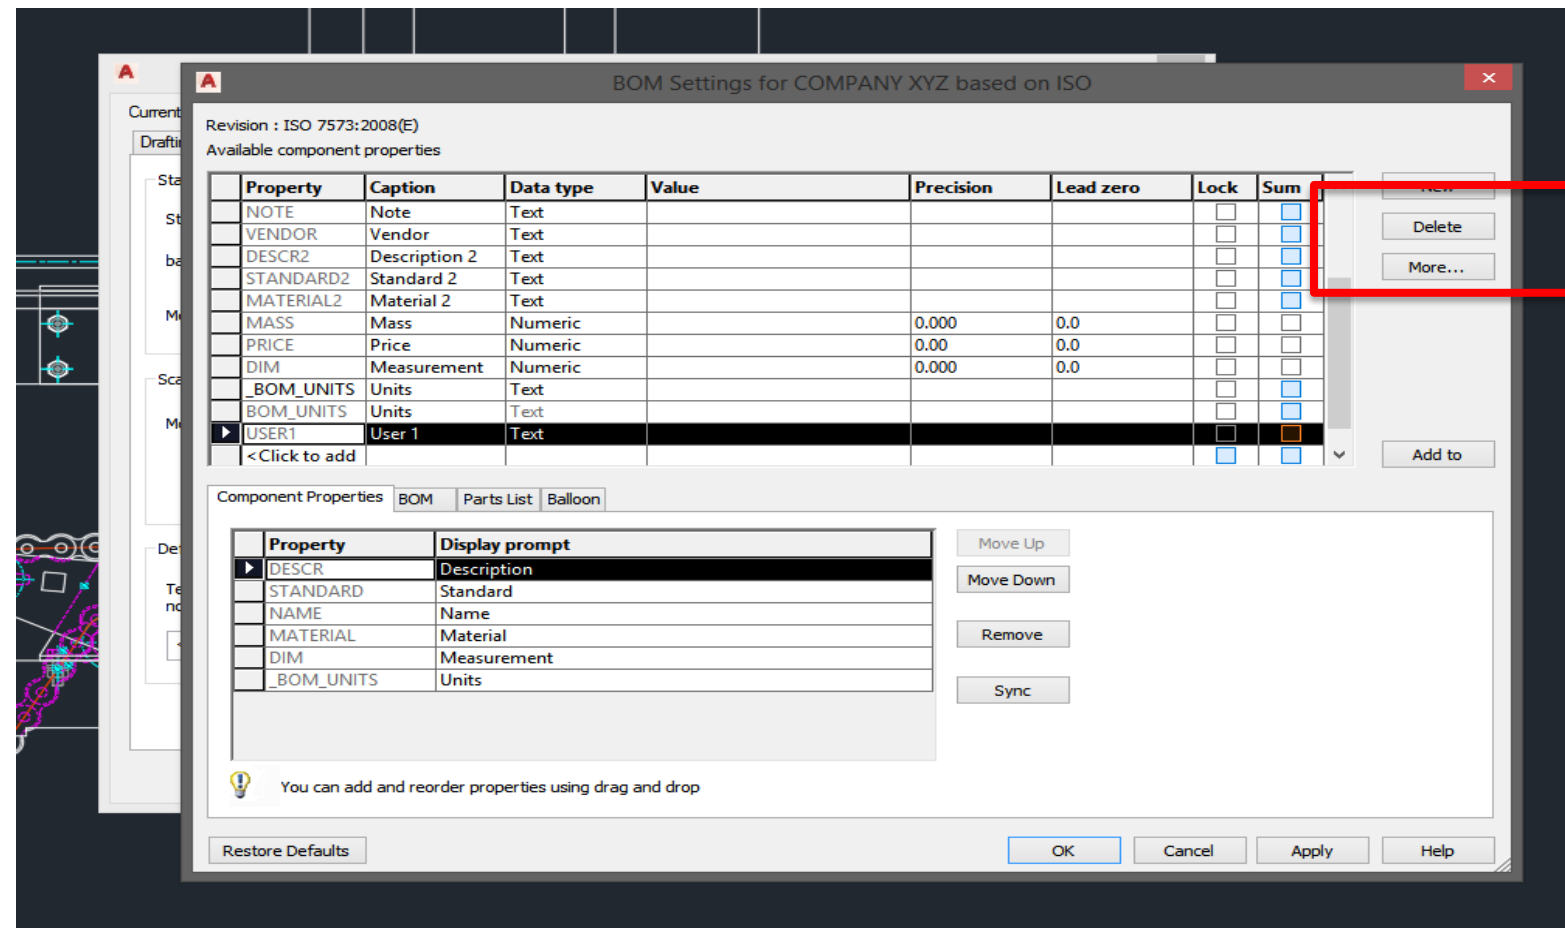 BOM Settings for COMPANY XYZ based on ISO
Current
Drafti
Sta
St
ba
Sca
De
Te
Revision : ISO 7573:2008(E)
Available component properties
Property Caption Data type Value Precision Lead zero Lock Sum
NOTE Note Text
VENDOR Vendor Text
DESCR2 Description 2 Text
STANDARD2 Standard 2 Text
MATERIAL2 Material 2 Text
MASS Mass Numeric 0.000 0.0
PRICE Price Numeric 0.00 0.0
DIM Measurement Numeric 0.000 0.0
_BOM_UNITS Units Text
BOM_UNITS Units Text
USER1 User 1 Text
<Click to add
New
Delete
More...
Add to
Component Properties BOM Parts List Balloon
Property Display prompt
DESCR Description
STANDARD Standard
NAME Name
MATERIAL Material
DIM Measurement
_BOM_UNITS Units
Move Up
Move Down
Remove
Sync
You can add and reorder properties using drag and drop
Restore Defaults OK Cancel Apply Help